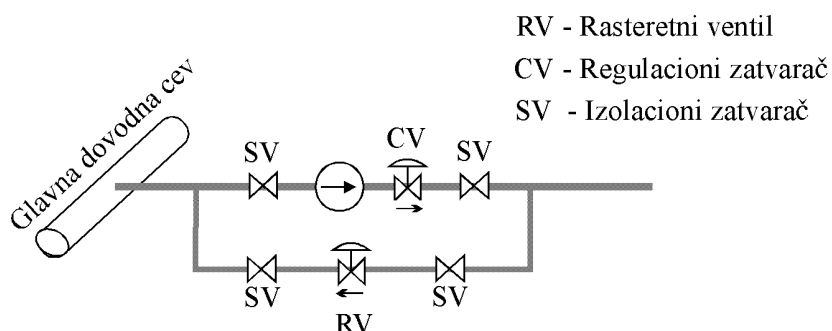 RV - Rasteretni ventil
CV - Regulacioni zatvarač
SV - Izolacioni zatvarač
Glavna dovodna cev
SV
CV
SV
SV
RV
SV